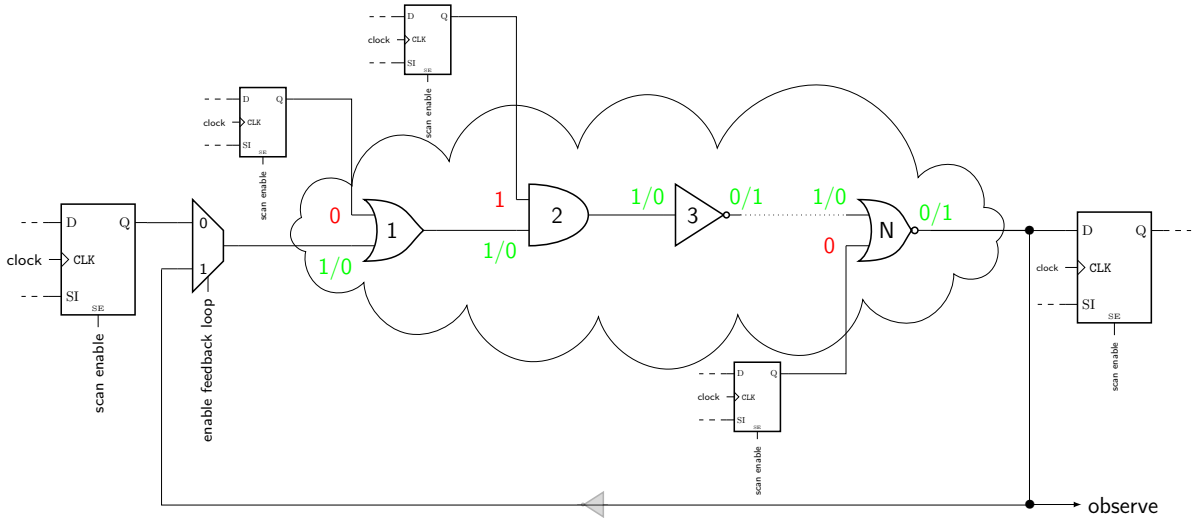 D Q
clock CLK
SI
SE
scan enable
D Q
clock CLK
SI
SE
scan enable
D Q
clock CLK
SI
SE
scan enable
0
1
enable feedback loop
0
1
1/0
1
2
1/0
1/0
3
0/1
1/0
0
N
0/1
D Q
clock CLK
SI
SE
scan enable
D Q
clock CLK
SI
SE
scan enable
observe